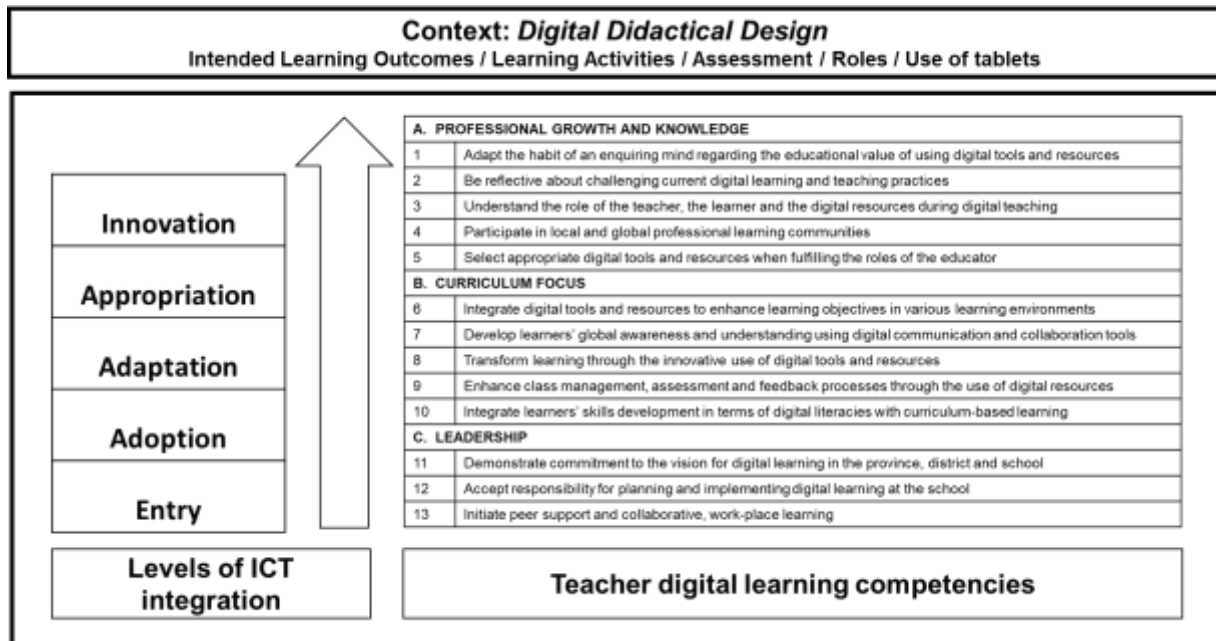 Context: Digital Didactical Design
Intended Learning Outcomes / Learning Activities / Assessment / Roles / Use of tablets
Innovation
Appropriation
Adaptation
Adoption
Entry
Levels of ICT
integration
A. PROFESSIONAL GROWTH AND KNOWLEDGE
1 Adapt the habit of an enquiring mind regarding the educational value of using digital tools and resources
2 Be reflective about challenging current digital learning and teaching practices
3 Understand the role of the teacher, the learner and the digital resources during digital teaching
4 Participate in local and global professional learning communities
5 Select appropriate digital tools and resources when fulfilling the roles of the educator
B. CURRICULUM FOCUS
6 Integrate digital tools and resources to enhance learning objectives in various learning environments
7 Develop learners' global awareness and understanding using digital communication and collaboration tools
8 Transform learning through the innovative use of digital tools and resources
9 Enhance class management, assessment and feedback processes through the use of digital resources
10 Integrate learners' skills development in terms of digital literacies with curriculum-based learning
C. LEADERSHIP
11 Demonstrate commitment to the vision for digital learning in the province, district and school
12 Accept responsibility for planning and implementing digital learning at the school
13 Initiate peer support and collaborative, work-place learning
Teacher digital learning competencies